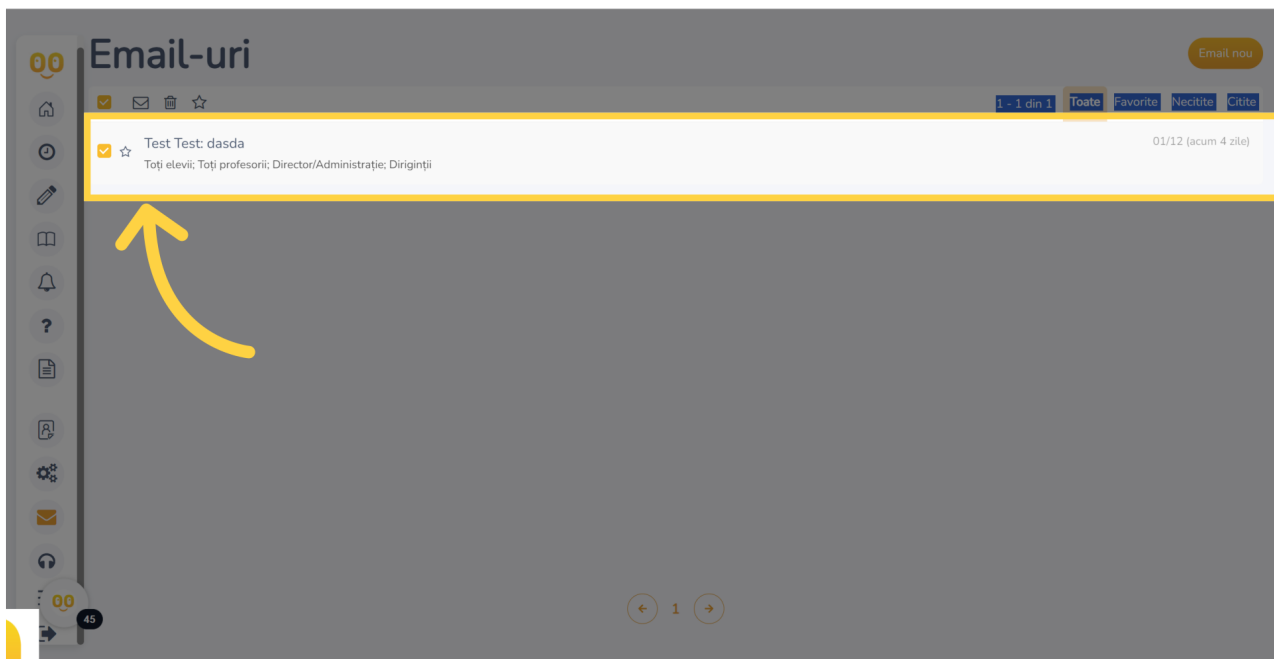 Email-uri
Email nou
1 - 1 din 1 Toate Favorite Necitite Citite
Test Test: dasda
01/12 (acum 4 zile)
Toți elevii; Toți profesorii; Director/Administrație; Diriginții
?
1
45